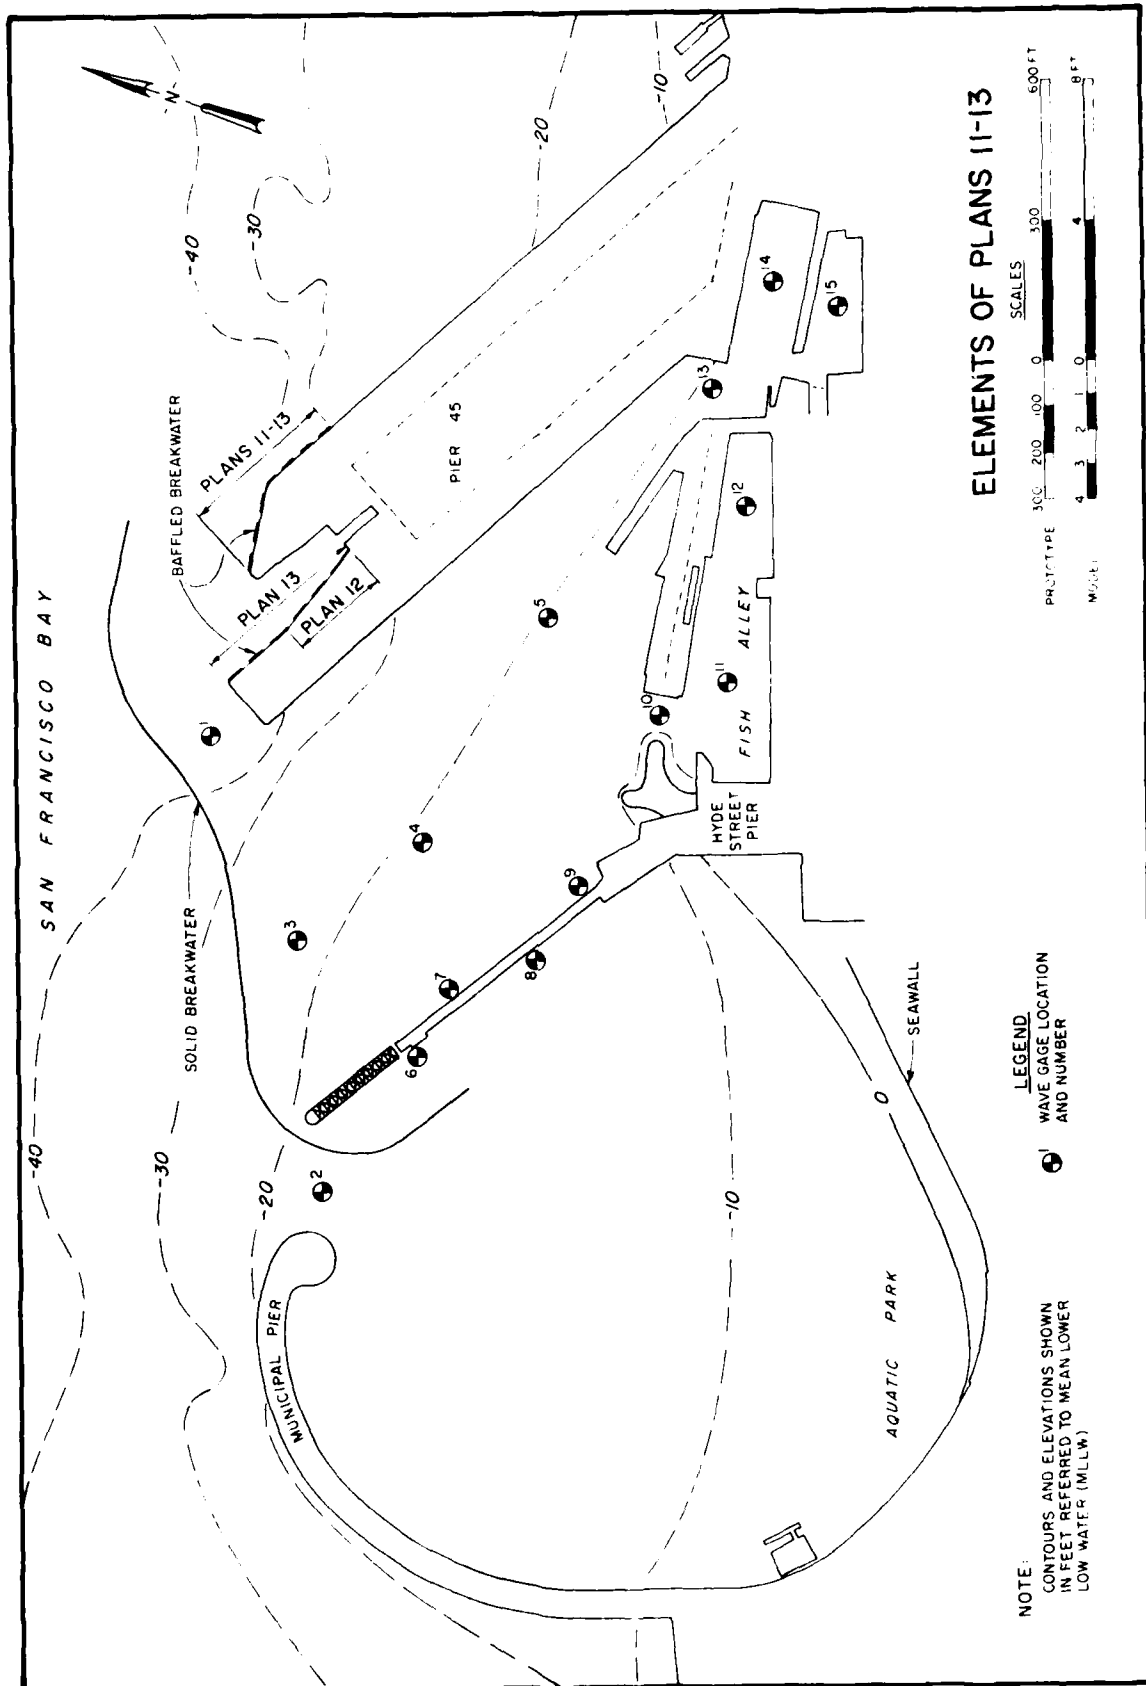 SAN FRANCISCO BAY
-40
-30
-20
-10
-40
-30
-20
-10
-40
-30
-20
-10
0
N
SOLID BREAKWATER
BAFFLED BREAKWATER
PLANS 11-13
PLAN 13
PLAN 12
PIER 45
MUNICIPAL PIER
AQUATIC PARK
SEAWALL
HYDE
STREET
PIER
FISH ALLEY
1
2
3
4
5
6
7
8
9
10
11
12
13
14
15
NOTE:
CONTOURS AND ELEVATIONS SHOWN
IN FEET REFERRED TO MEAN LOWER
LOW WATER (MLLW)
LEGEND
1 WAVE GAGE LOCATION
AND NUMBER
ELEMENTS OF PLANS 11-13
SCALES
PROTOTYPE 300 200 100 0 300 600 FT
MODEL 4 3 2 1 0 4 8 FT